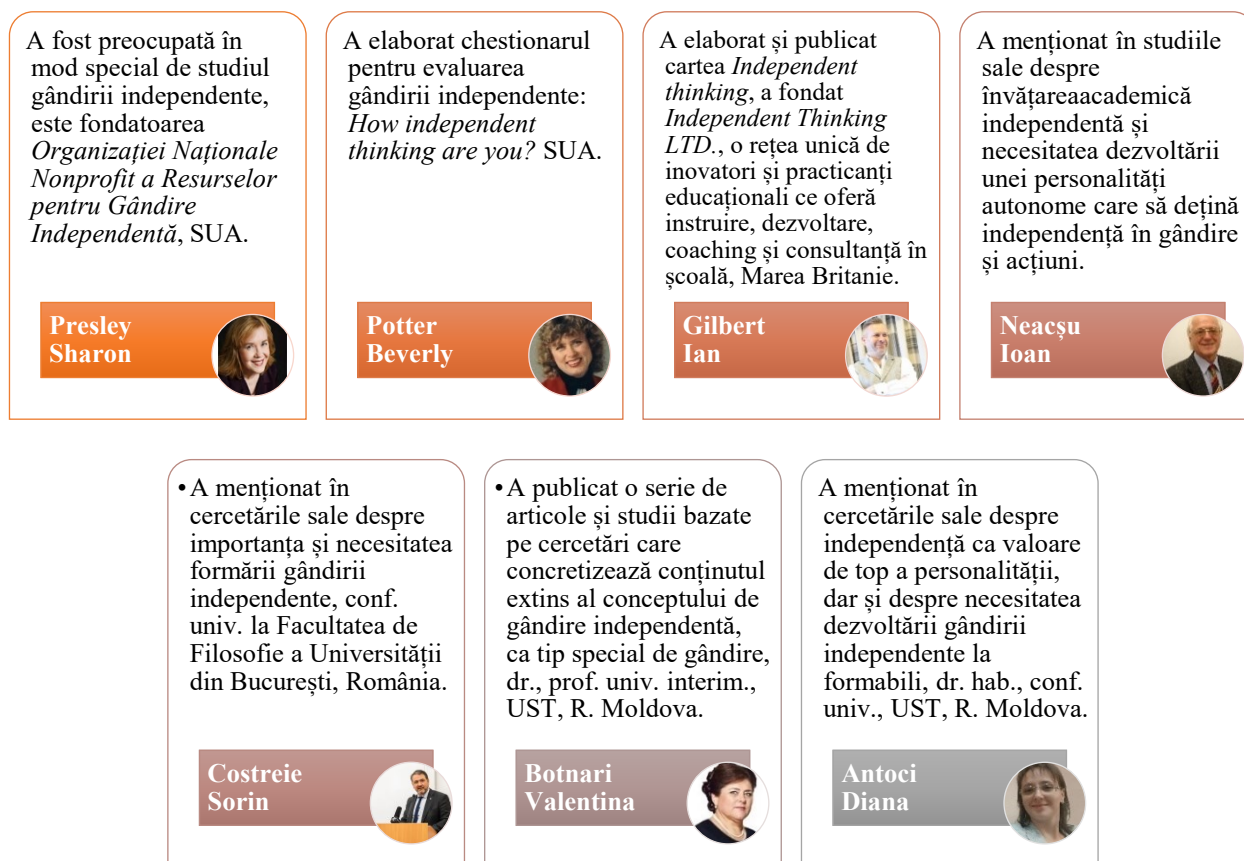 A fost preocupată în
mod special de studiul
gândirii independente,
este fondatoarea
Organizației Naționale
Nonprofit a Resurselor
pentru Gândire
Independentă, SUA.
Presley
Sharon
A elaborat chestionarul
pentru evaluarea
gândirii independente:
How independent
thinking are you? SUA.
Potter
Beverly
A elaborat și publicat
cartea Independent
thinking, a fondat
Independent Thinking
LTD., o rețea unică de
inovatori și practicanți
educaționali ce oferă
instruire, dezvoltare,
coaching și consultanță în
școală, Marea Britanie.
Gilbert
Ian
A menționat în studiile
sale despre
învățareaacademică
independentă și
necesitatea dezvoltării
unei personalități
autonome care să dețină
independență în gândire
și acțiuni.
Neacșu
Ioan
•A menționat în
cercetările sale despre
importanța și necesitatea
formării gândirii
independente, conf.
univ. la Facultatea de
Filosofie a Universității
din București, România.
Costreie
Sorin
•A publicat o serie de
articole și studii bazate
pe cercetări care
concretizează conținutul
extins al conceptului de
gândire independentă,
ca tip special de gândire,
dr., prof. univ. interim.,
UST, R. Moldova.
Botnari
Valentina
A menționat în
cercetările sale despre
independență ca valoare
de top a personalității,
dar și despre necesitatea
dezvoltării gândirii
independente la
formabili, dr. hab., conf.
univ., UST, R. Moldova.
Antoci
Diana